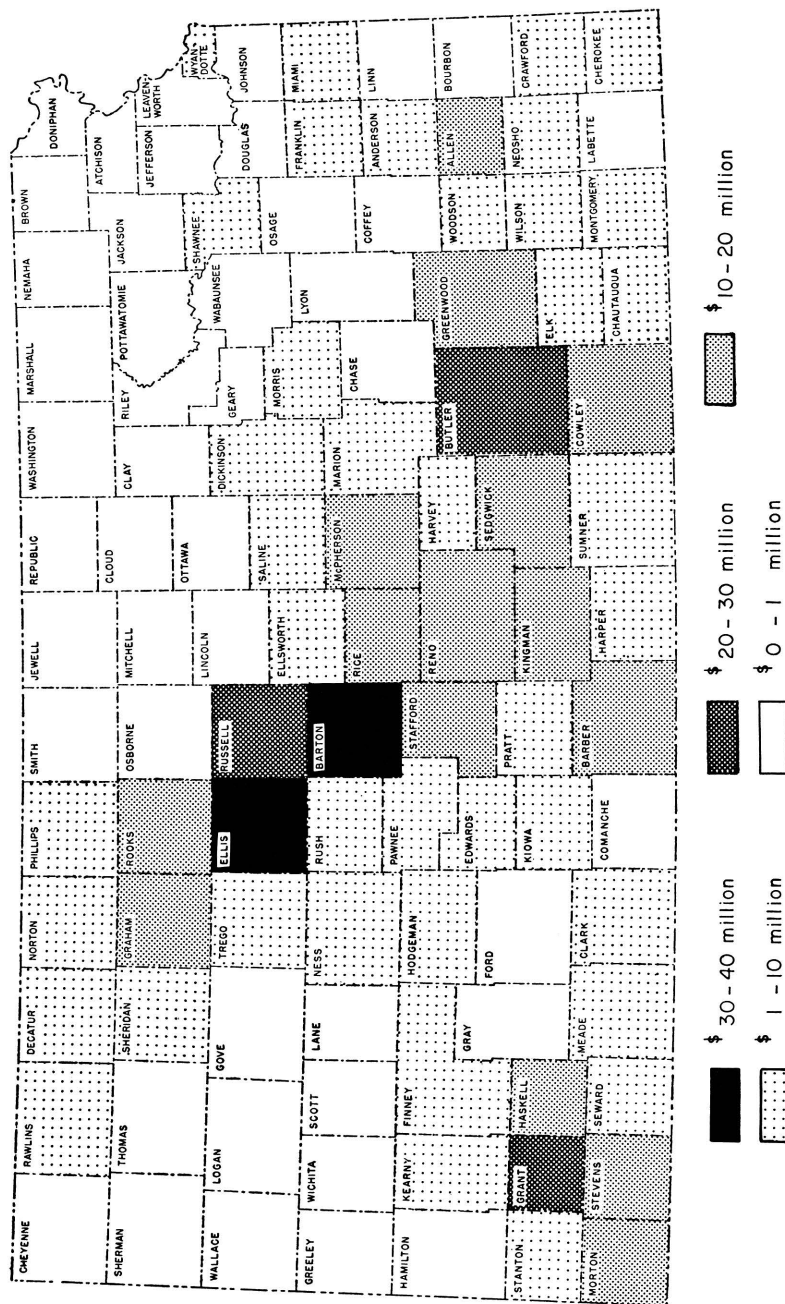 CHEYENNE
RAWLINS
DECATUR
NORTON
PHILLIPS
SMITH
JEWELL
REPUBLIC
WASHINGTON
MARSHALL
NEMAHA
BROWN
DONIPHAN
SHERMAN
THOMAS
SHERIDAN
GRAHAM
ROOKS
OSBORNE
MITCHELL
CLOUD
CLAY
RILEY
POTTAWATOMIE
JACKSON
ATCHISON
JEFFERSON
LEAVEN
WORTH
WYAN
DOTTE
WALLACE
LOGAN
GOVE
TREGO
ELLIS
RUSSELL
LINCOLN
OTTAWA
SALINE
DICKINSON
GEARY
MORRIS
WABAUNSEE
SHAWNEE
OSAGE
DOUGLAS
JOHNSON
GREELEY
WICHITA
SCOTT
LANE
NESS
RUSH
BARTON
ELLSWORTH
RICE
McPHERSON
MARION
CHASE
LYON
COFFEY
FRANKLIN
ANDERSON
MIAMI
LINN
HAMILTON
KEARNY
FINNEY
HODGEMAN
PAWNEE
EDWARDS
STAFFORD
RENO
HARVEY
SEDGWICK
BUTLER
GREENWOOD
WOODSON
ALLEN
BOURBON
STANTON
GRANT
HASKELL
GRAY
FORD
KIOWA
PRATT
KINGMAN
ELK
WILSON
NEOSHO
CRAWFORD
MORTON
STEVENS
SEWARD
MEADE
CLARK
COMANCHE
BARBER
HARPER
SUMNER
COWLEY
CHAUTAUQUA
MONTGOMERY
LABETTE
CHEROKEE
$ 30-40 million
$ 20-30 million
$ 10-20 million
$ 1-10 million
$ 0-1 million